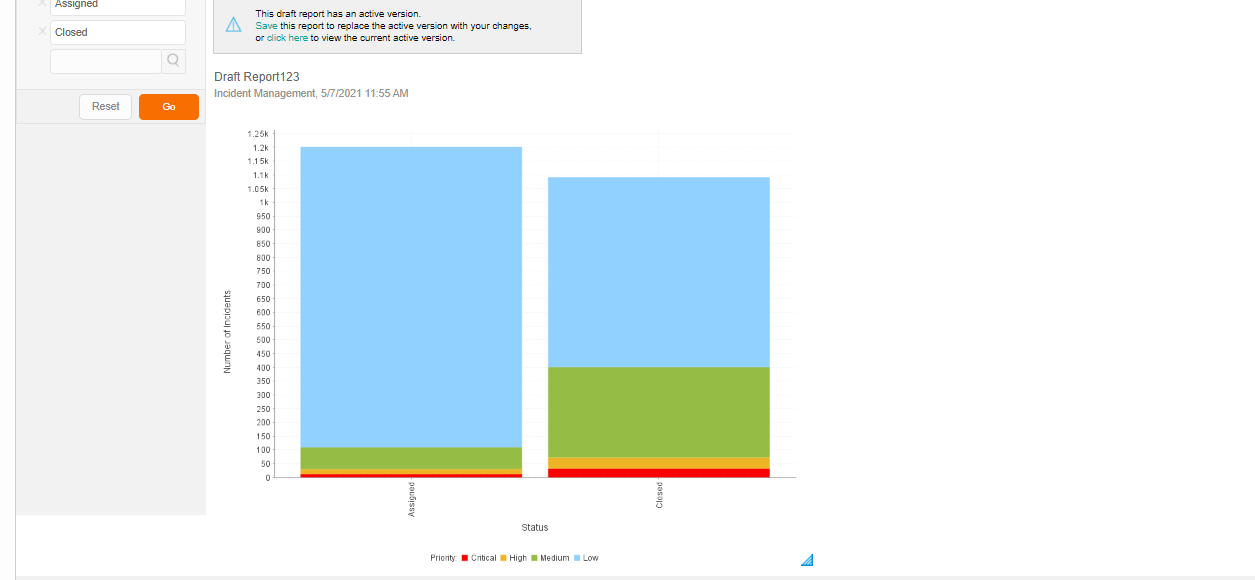 Assigned
Closed
Reset
Go
This draft report has an active version.
Save this report to replace the active version with your changes,
or click here to view the current active version.
Draft Report123
Incident Management, 5/7/2021 11:55 AM
1.25k
1.2k
1.15k
1.1k
1.05k
1k
950
900
850
800
750
700
650
600
550
500
450
400
350
300
250
200
150
100
50
0
Number of Incidents
Assigned
Closed
Status
Priority: Critical High Medium Low